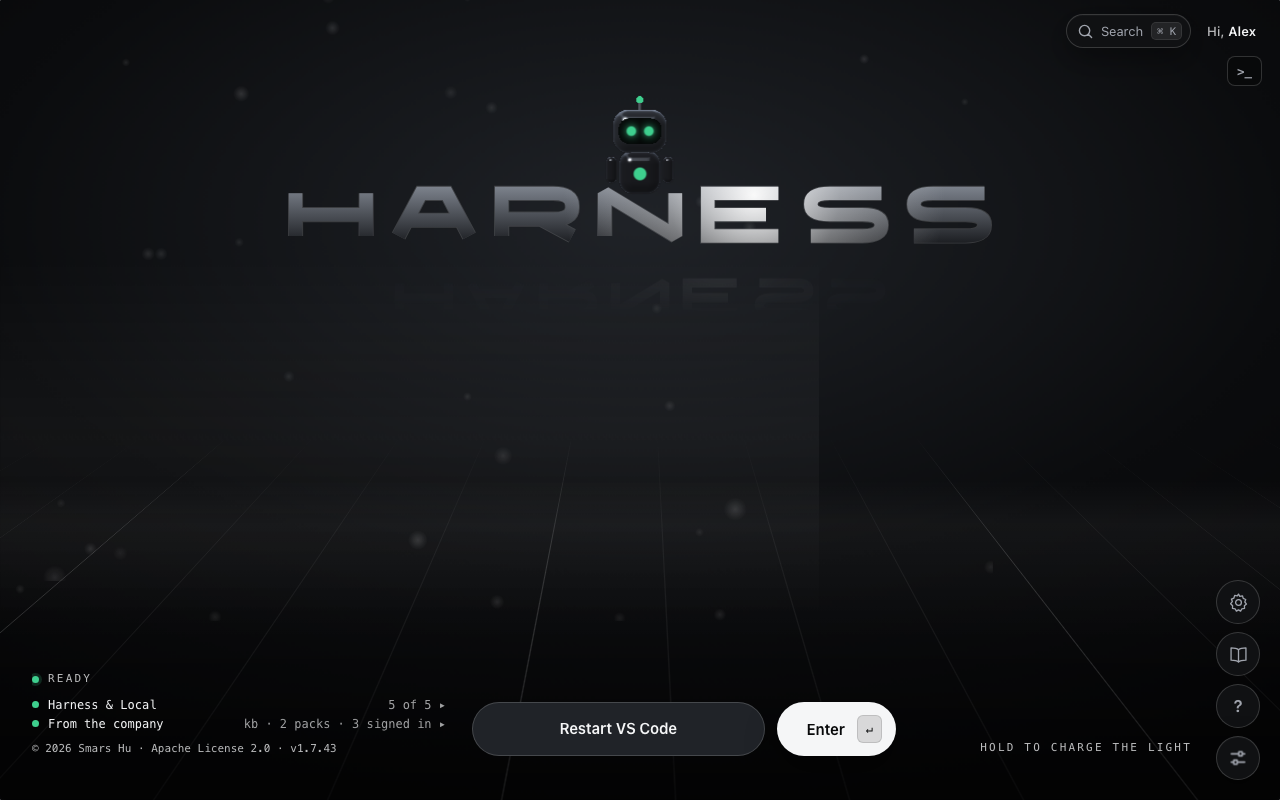 Search ⌘ K
Hi, Alex
>_
HARNESS
READY
Harness & Local 5 of 5 ▸
From the company kb · 2 packs · 3 signed in ▸
© 2026 Smars Hu · Apache License 2.0 · v1.7.43
Restart VS Code
Enter ↵
HOLD TO CHARGE THE LIGHT
?